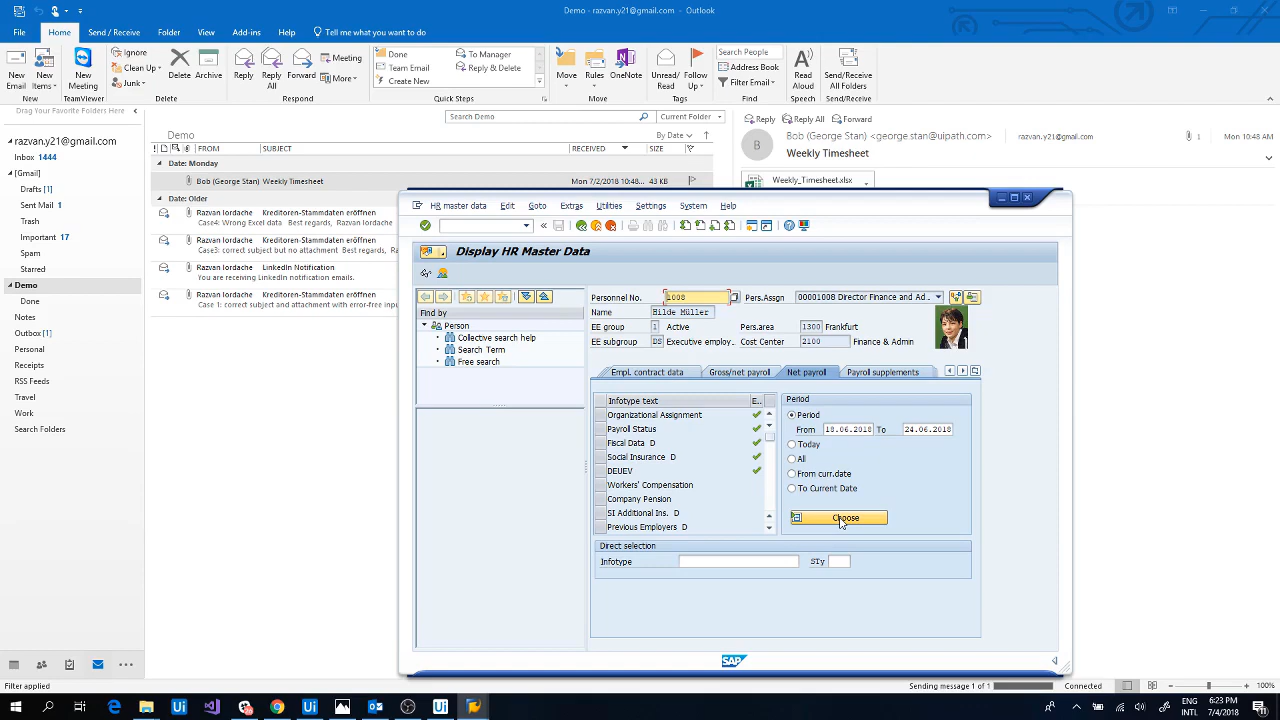 Demo - razvan.y21@gmail.com - Outlook
File
Home
Send / Receive
Folder
View
Add-ins
Help
Tell me what you want to do
New Email
New Items
New Meeting
Ignore
Clean Up
Junk
Delete
Archive
Reply
Reply All
Forward
Meeting
More
Done
Team Email
Create New
To Manager
Reply & Delete
Move
Rules
OneNote
Unread/ Read
Follow Up
Search People
Address Book
Filter Email
Read Aloud
Send/Receive All Folders
New
TeamViewer
Delete
Respond
Quick Steps
Move
Tags
Find
Speech
Send/Receive
Drag Your Favorite Folders Here
razvan.y21@gmail.com
Inbox 1444
[Gmail]
Drafts [1]
Sent Mail 1
Trash
Important 17
Spam
Starred
Demo
Done
Notes
Outbox [1]
Personal
Receipts
RSS Feeds
Travel
Work
Search Folders
Search Demo
Current Folder
Demo
By Date
FROM SUBJECT RECEIVED SIZE
Date: Monday
Bob (George Stan) Weekly Timesheet Mon 7/2/2018 10:48... 43 KB
Date: Older
Razvan Iordache Kreditoren-Stammdaten eröffnen
Case4: Wrong Excel data Best regards, Razvan Iordache
Razvan Iordache Kreditoren-Stammdaten eröffnen
Case3: correct subject but no attachment Best Regards,
Razvan Iordache LinkedIn Notification
You are receiving LinkedIn notification emails.
Razvan Iordache Kreditoren-Stammdaten eröffnen
Case 1: correct subject and attachment with error-free inpu
Reply Reply All Forward
B
Bob (George Stan) <george.stan@uipath.com>
razvan.y21@gmail.com
1
Mon 10:48 AM
Weekly Timesheet
Weekly_Timesheet.xlsx
HR master data Edit Goto Extras Utilities Settings System Help
Display HR Master Data
Find by
Person
Collective search help
Search Term
Free search
Personnel No. 1008
Pers.Assgn 00001008 Director Finance and Ad..
Name Hilde Müller
EE group 1 Active
Pers.area 1300 Frankfurt
EE subgroup DS Executive employ…
Cost Center 2100 Finance & Admin
Empl. contract data
Gross/net payroll
Net payroll
Payroll supplements
Infotype text E..
Organizational Assignment
Payroll Status
Fiscal Data D
Social Insurance D
DEUEV
Workers' Compensation
Company Pension
SI Additional Ins. D
Previous Employers D
Period
Period
From 18.06.2018 To 24.06.2018
Today
All
From curr.date
To Current Date
Choose
Direct selection
Infotype
STy
SAP
Filter applied
Sending message 1 of 1
Connected
100%
ENG
INTL
6:23 PM
7/4/2018